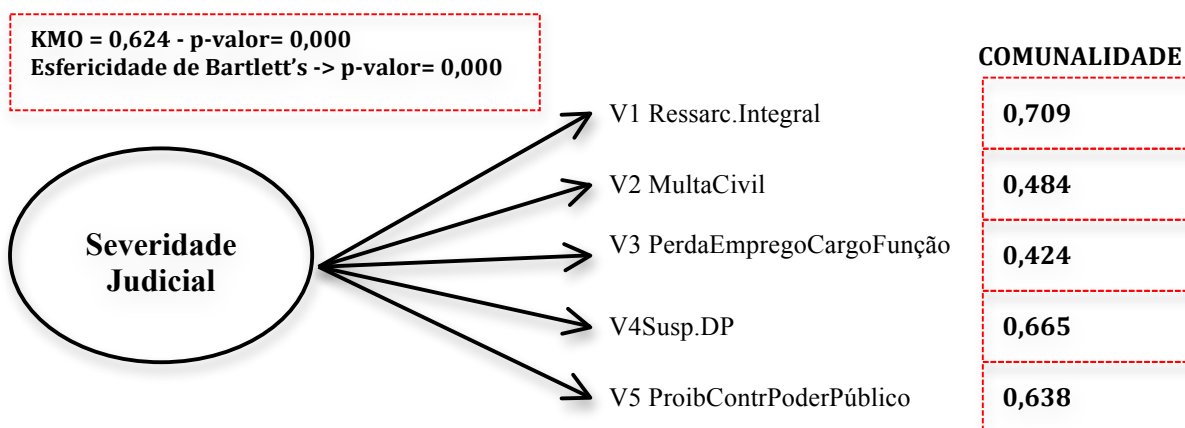 KMO = 0,624 - p-valor= 0,000
Esfericidade de Bartlett's -> p-valor= 0,000
COMUNALIDADE
Severidade
Judicial
V1 Ressarc.Integral
0,709
V2 MultaCivil
0,484
V3 PerdaEmpregoCargoFunção
0,424
V4Susp.DP
0,665
V5 ProibContrPoderPúblico
0,638